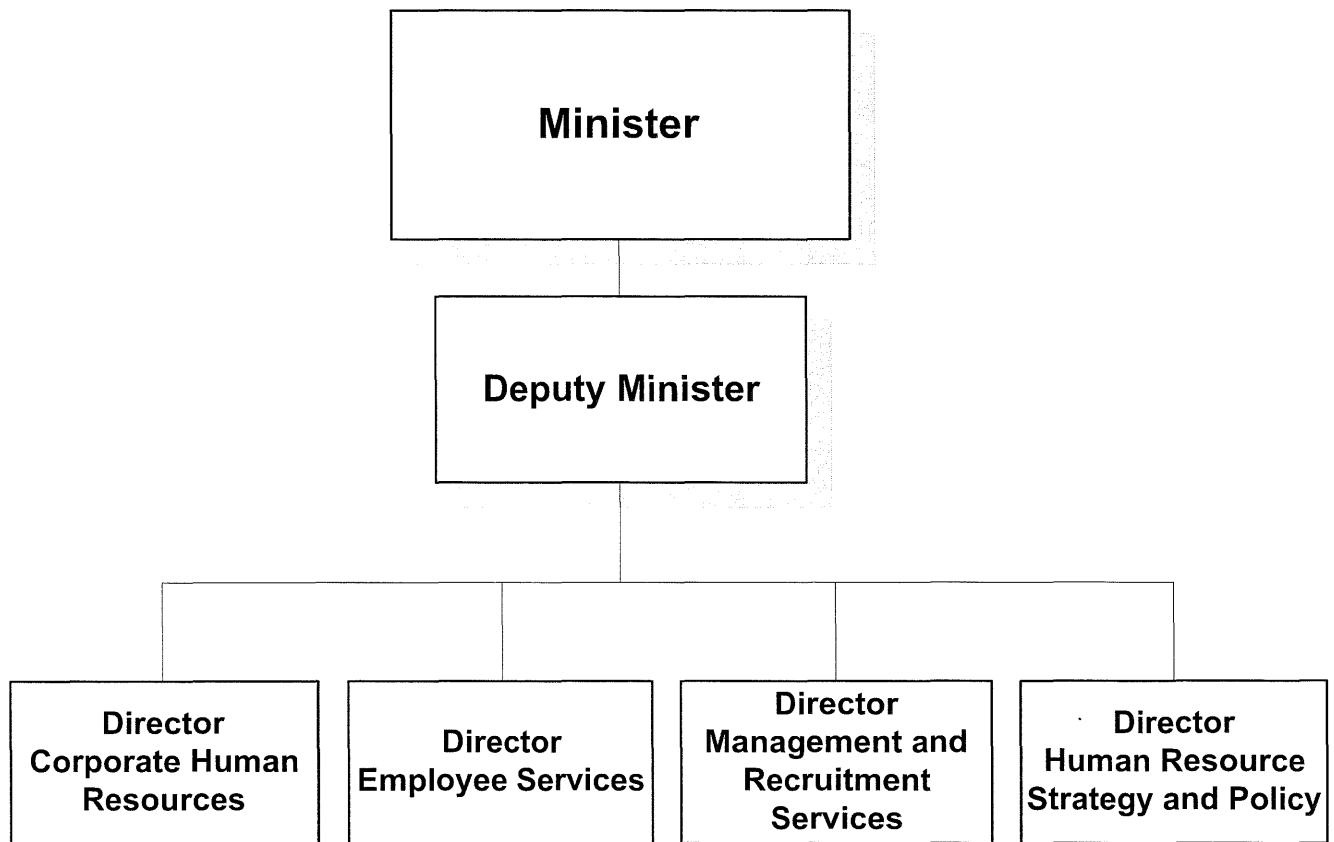 Minister
Deputy Minister
Director
Corporate Human
Resources
Director
Employee Services
Director
Management and
Recruitment
Services
Director
Human Resource
Strategy and Policy